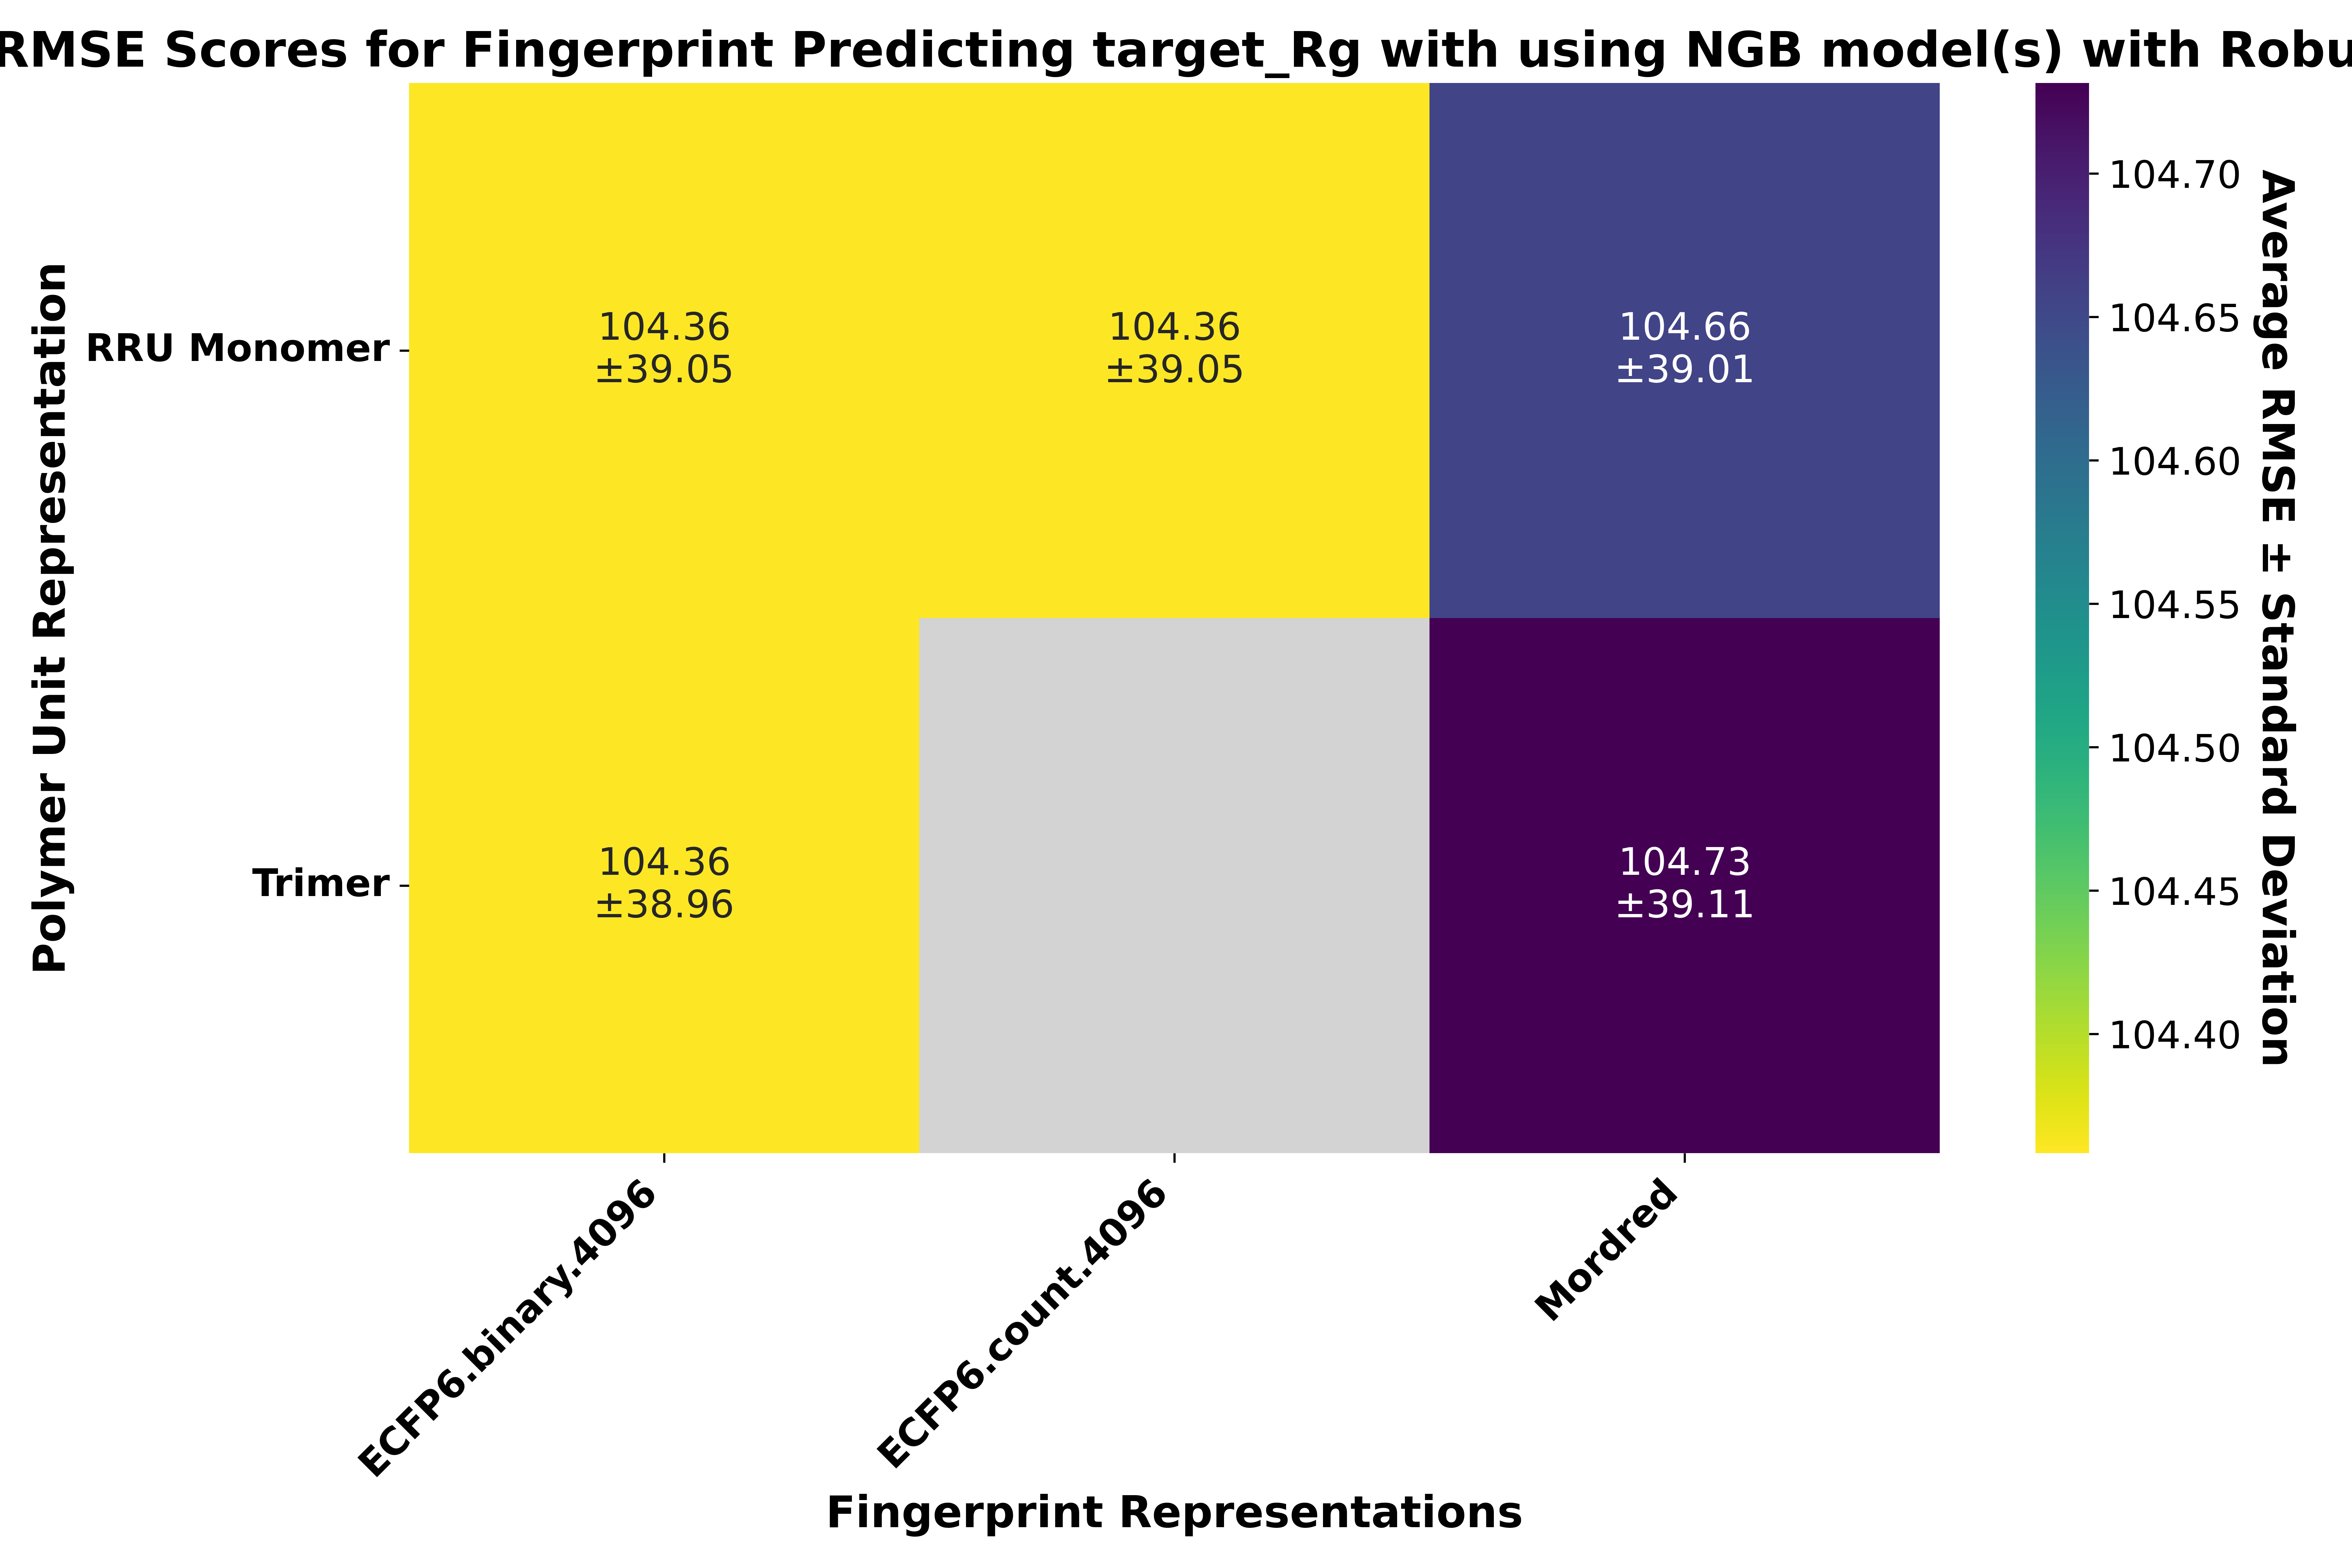 RMSE Scores for Fingerprint Predicting target_Rg with using NGB model(s) with
Polymer Unit Representation
RRU Monomer
Trimer
104.36
±39.05
104.36
±39.05
104.66
±39.01
104.36
±38.96
104.73
±39.11
104.70
104.65
104.60
104.55
104.50
104.45
104.40
Average RMSE ± Standard Deviation
ECFP6.binary.4096
ECFP6.count.4096
Mordred
Fingerprint Representations